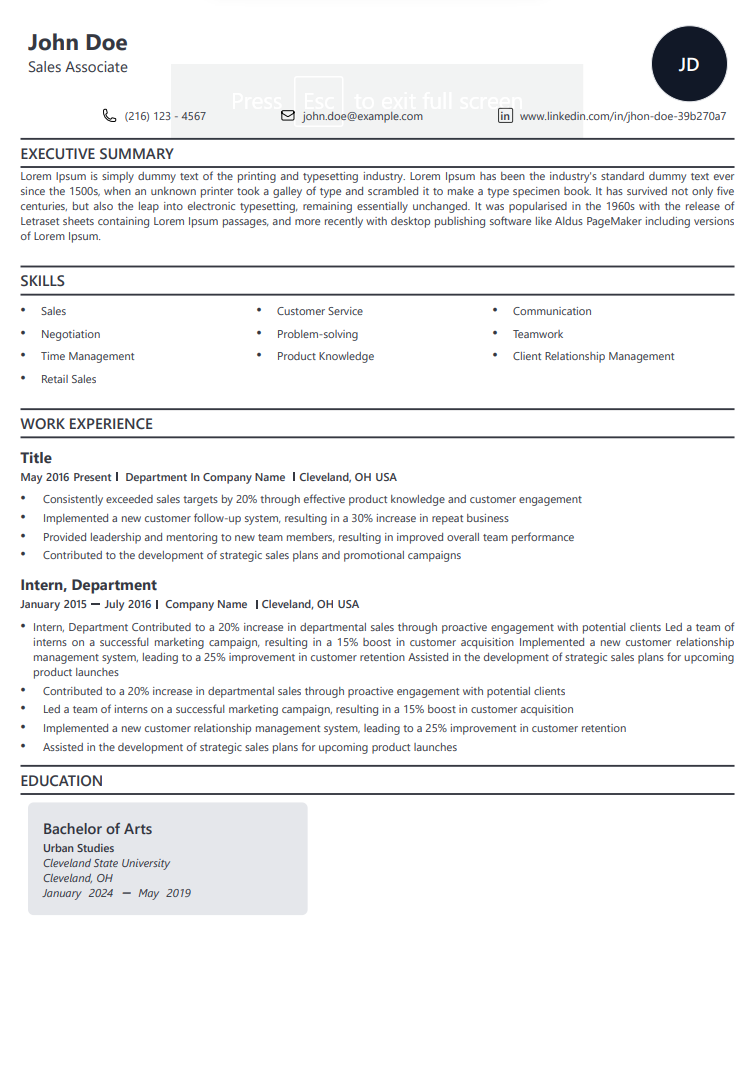 John Doe
Sales Associate
JD
Press Esc to exit full screen
(216) 123 - 4567 john.doe@example.com www.linkedin.com/in/jhon-doe-39b270a7
EXECUTIVE SUMMARY
Lorem Ipsum is simply dummy text of the printing and typesetting industry. Lorem Ipsum has been the industry's standard dummy text ever
since the 1500s, when an unknown printer took a galley of type and scrambled it to make a type specimen book. It has survived not only five
centuries, but also the leap into electronic typesetting, remaining essentially unchanged. It was popularised in the 1960s with the release of
Letraset sheets containing Lorem Ipsum passages, and more recently with desktop publishing software like Aldus PageMaker including versions
of Lorem Ipsum.
SKILLS
• Sales • Customer Service • Communication
• Negotiation • Problem-solving • Teamwork
• Time Management • Product Knowledge • Client Relationship Management
• Retail Sales
WORK EXPERIENCE
Title
May 2016 Present | Department In Company Name | Cleveland, OH USA
• Consistently exceeded sales targets by 20% through effective product knowledge and customer engagement
• Implemented a new customer follow-up system, resulting in a 30% increase in repeat business
• Provided leadership and mentoring to new team members, resulting in improved overall team performance
• Contributed to the development of strategic sales plans and promotional campaigns
Intern, Department
January 2015 — July 2016 | Company Name | Cleveland, OH USA
• Intern, Department Contributed to a 20% increase in departmental sales through proactive engagement with potential clients Led a team of
interns on a successful marketing campaign, resulting in a 15% boost in customer acquisition Implemented a new customer relationship
management system, leading to a 25% improvement in customer retention Assisted in the development of strategic sales plans for upcoming
product launches
• Contributed to a 20% increase in departmental sales through proactive engagement with potential clients
• Led a team of interns on a successful marketing campaign, resulting in a 15% boost in customer acquisition
• Implemented a new customer relationship management system, leading to a 25% improvement in customer retention
• Assisted in the development of strategic sales plans for upcoming product launches
EDUCATION
Bachelor of Arts
Urban Studies
Cleveland State University
Cleveland, OH
January 2024 — May 2019